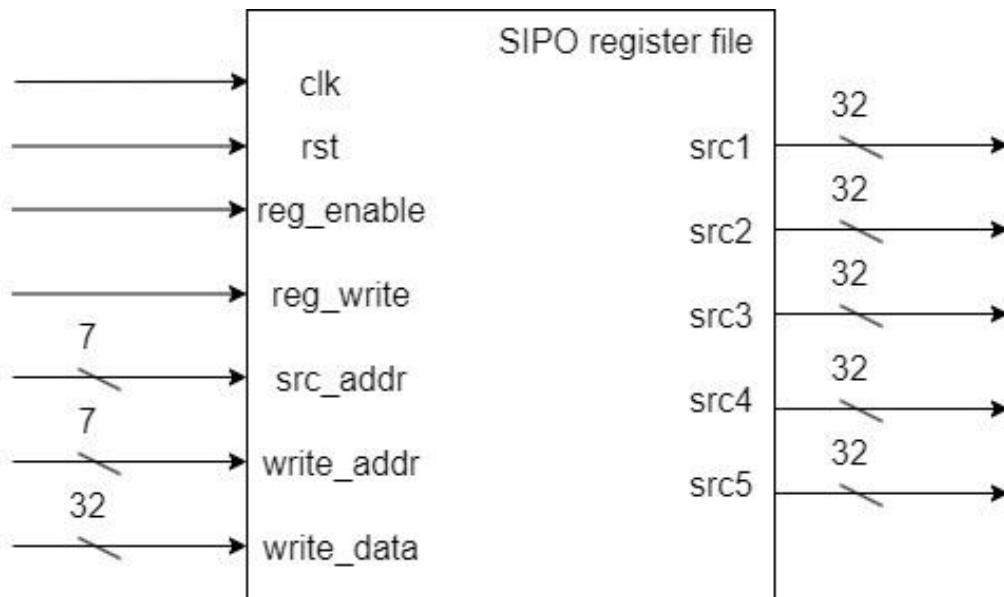 SIPO register file
clk
32
rst
src1
32
reg_enable
src2
32
reg_write
src3
7
32
src_addr
src4
7
32
write_addr
src5
32
write_data